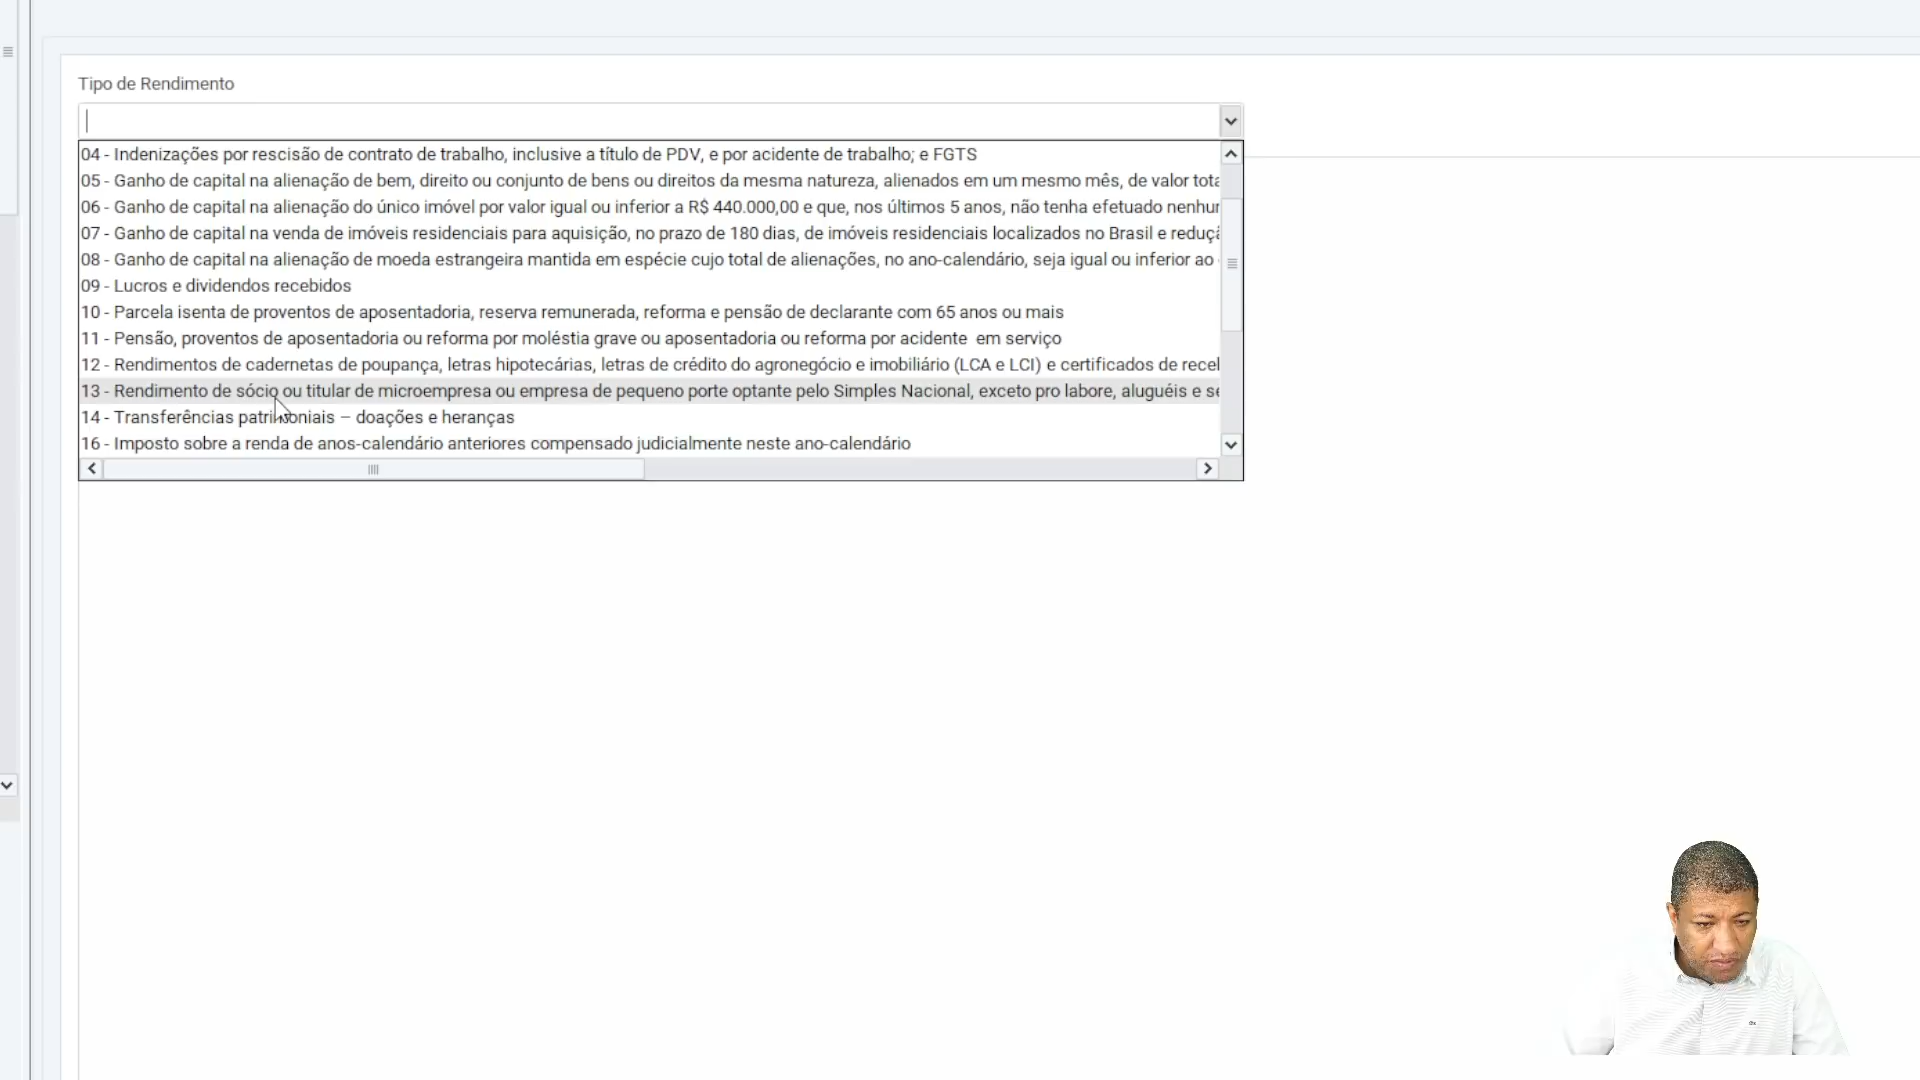 Tipo de Rendimento
04 - Indenizações por rescisão de contrato de trabalho, inclusive a título de PDV, e por acidente de trabalho; e FGTS
05 - Ganho de capital na alienação de bem, direito ou conjunto de bens ou direitos da mesma natureza, alienados em um mesmo mês, de valor
06 - Ganho de capital na alienação do único imóvel por valor igual ou inferior a R$ 440.000,00 e que, nos últimos 5 anos, não tenha efetuado
07 - Ganho de capital na venda de imóveis residenciais para aquisição, no prazo de 180 dias, de imóveis residenciais localizados no Brasil e
08 - Ganho de capital na alienação de moeda estrangeira mantida em espécie cujo total de alienações, no ano-calendário, seja igual ou inferior ao
09 - Lucros e dividendos recebidos
10 - Parcela isenta de proventos de aposentadoria, reserva remunerada, reforma e pensão de declarante com 65 anos ou mais
11 - Pensão, proventos de aposentadoria ou reforma por moléstia grave ou aposentadoria ou reforma por acidente em serviço
12 - Rendimentos de cadernetas de poupança, letras hipotecárias, letras de crédito do agronegócio e imobiliário (LCA e LCI) e certificados de
13 - Rendimento de sócio ou titular de microempresa ou empresa de pequeno porte optante pelo Simples Nacional, exceto pro labore, aluguéis e
14 - Transferências patrimoniais – doações e heranças
16 - Imposto sobre a renda de anos-calendário anteriores compensado judicialmente neste ano-calendário